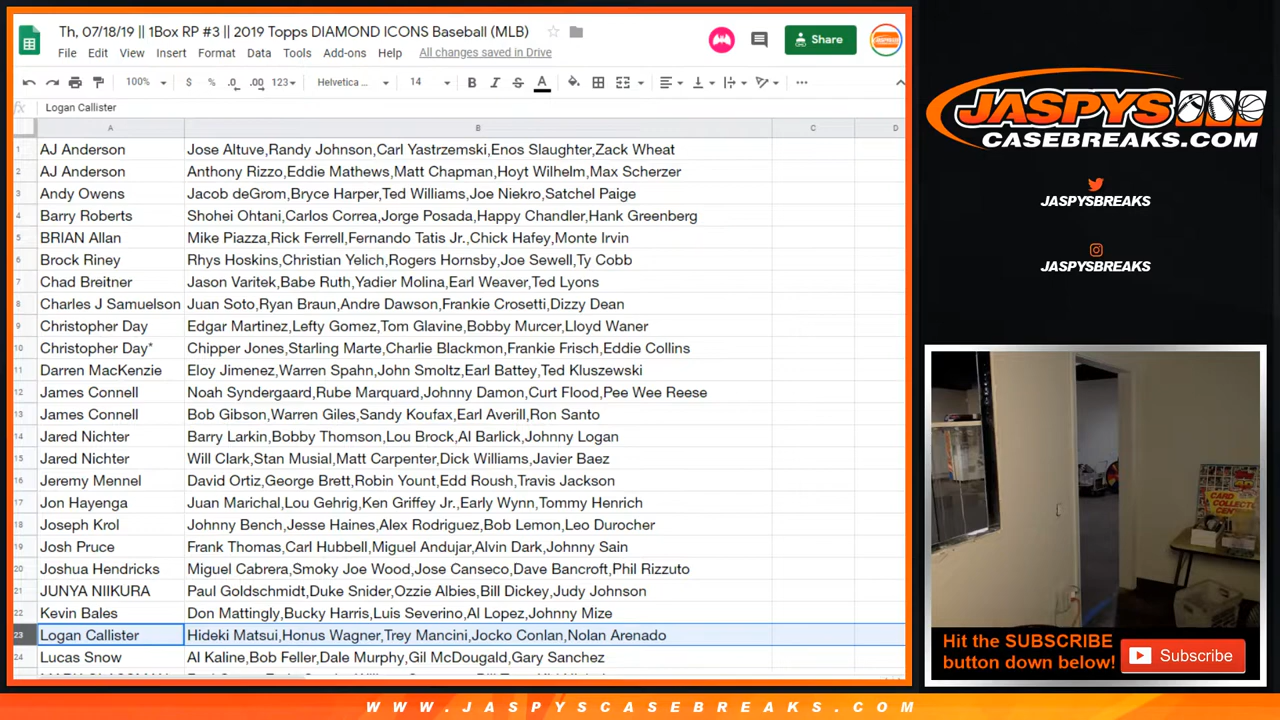 Th, 07/18/19 || 1Box RP #3 || 2019 Topps DIAMOND ICONS Baseball (MLB)
File Edit View Insert Format Data Tools Add-ons Help All changes saved in Drive
Share
100% $ % .0 .00 123 Helvetica ... 14 B I S A
fx Logan Callister
A B C D
1 AJ Anderson Jose Altuve,Randy Johnson,Carl Yastrzemski,Enos Slaughter,Zack Wheat
2 AJ Anderson Anthony Rizzo,Eddie Mathews,Matt Chapman,Hoyt Wilhelm,Max Scherzer
3 Andy Owens Jacob deGrom,Bryce Harper,Ted Williams,Joe Niekro,Satchel Paige
4 Barry Roberts Shohei Ohtani,Carlos Correa,Jorge Posada,Happy Chandler,Hank Greenberg
5 BRIAN Allan Mike Piazza,Rick Ferrell,Fernando Tatis Jr.,Chick Hafey,Monte Irvin
6 Brock Riney Rhys Hoskins,Christian Yelich,Rogers Hornsby,Joe Sewell,Ty Cobb
7 Chad Breitner Jason Varitek,Babe Ruth,Yadier Molina,Earl Weaver,Ted Lyons
8 Charles J Samuelson Juan Soto,Ryan Braun,Andre Dawson,Frankie Crosetti,Dizzy Dean
9 Christopher Day Edgar Martinez,Lefty Gomez,Tom Glavine,Bobby Murcer,Lloyd Waner
10 Christopher Day* Chipper Jones,Starling Marte,Charlie Blackmon,Frankie Frisch,Eddie Collins
11 Darren MacKenzie Eloy Jimenez,Warren Spahn,John Smoltz,Earl Battey,Ted Kluszewski
12 James Connell Noah Syndergaard,Rube Marquard,Johnny Damon,Curt Flood,Pee Wee Reese
13 James Connell Bob Gibson,Warren Giles,Sandy Koufax,Earl Averill,Ron Santo
14 Jared Nichter Barry Larkin,Bobby Thomson,Lou Brock,Al Barlick,Johnny Logan
15 Jared Nichter Will Clark,Stan Musial,Matt Carpenter,Dick Williams,Javier Baez
16 Jeremy Mennel David Ortiz,George Brett,Robin Yount,Edd Roush,Travis Jackson
17 Jon Hayenga Juan Marichal,Lou Gehrig,Ken Griffey Jr.,Early Wynn,Tommy Henrich
18 Joseph Krol Johnny Bench,Jesse Haines,Alex Rodriguez,Bob Lemon,Leo Durocher
19 Josh Pruce Frank Thomas,Carl Hubbell,Miguel Andujar,Alvin Dark,Johnny Sain
20 Joshua Hendricks Miguel Cabrera,Smoky Joe Wood,Jose Canseco,Dave Bancroft,Phil Rizzuto
21 JUNYA NIIKURA Paul Goldschmidt,Duke Snider,Ozzie Albies,Bill Dickey,Judy Johnson
22 Kevin Bales Don Mattingly,Bucky Harris,Luis Severino,Al Lopez,Johnny Mize
23 Logan Callister Hideki Matsui,Honus Wagner,Trey Mancini,Jocko Conlan,Nolan Arenado
24 Lucas Snow Al Kaline,Bob Feller,Dale Murphy,Gil McDougald,Gary Sanchez
JASPYS
CASEBREAKS.COM
JASPYSBREAKS
JASPYSBREAKS
CARD
COLLECTOR
CENTER
Hit the SUBSCRIBE
button down below!
Subscribe
WWW.JASPYSCASEBREAKS.COM